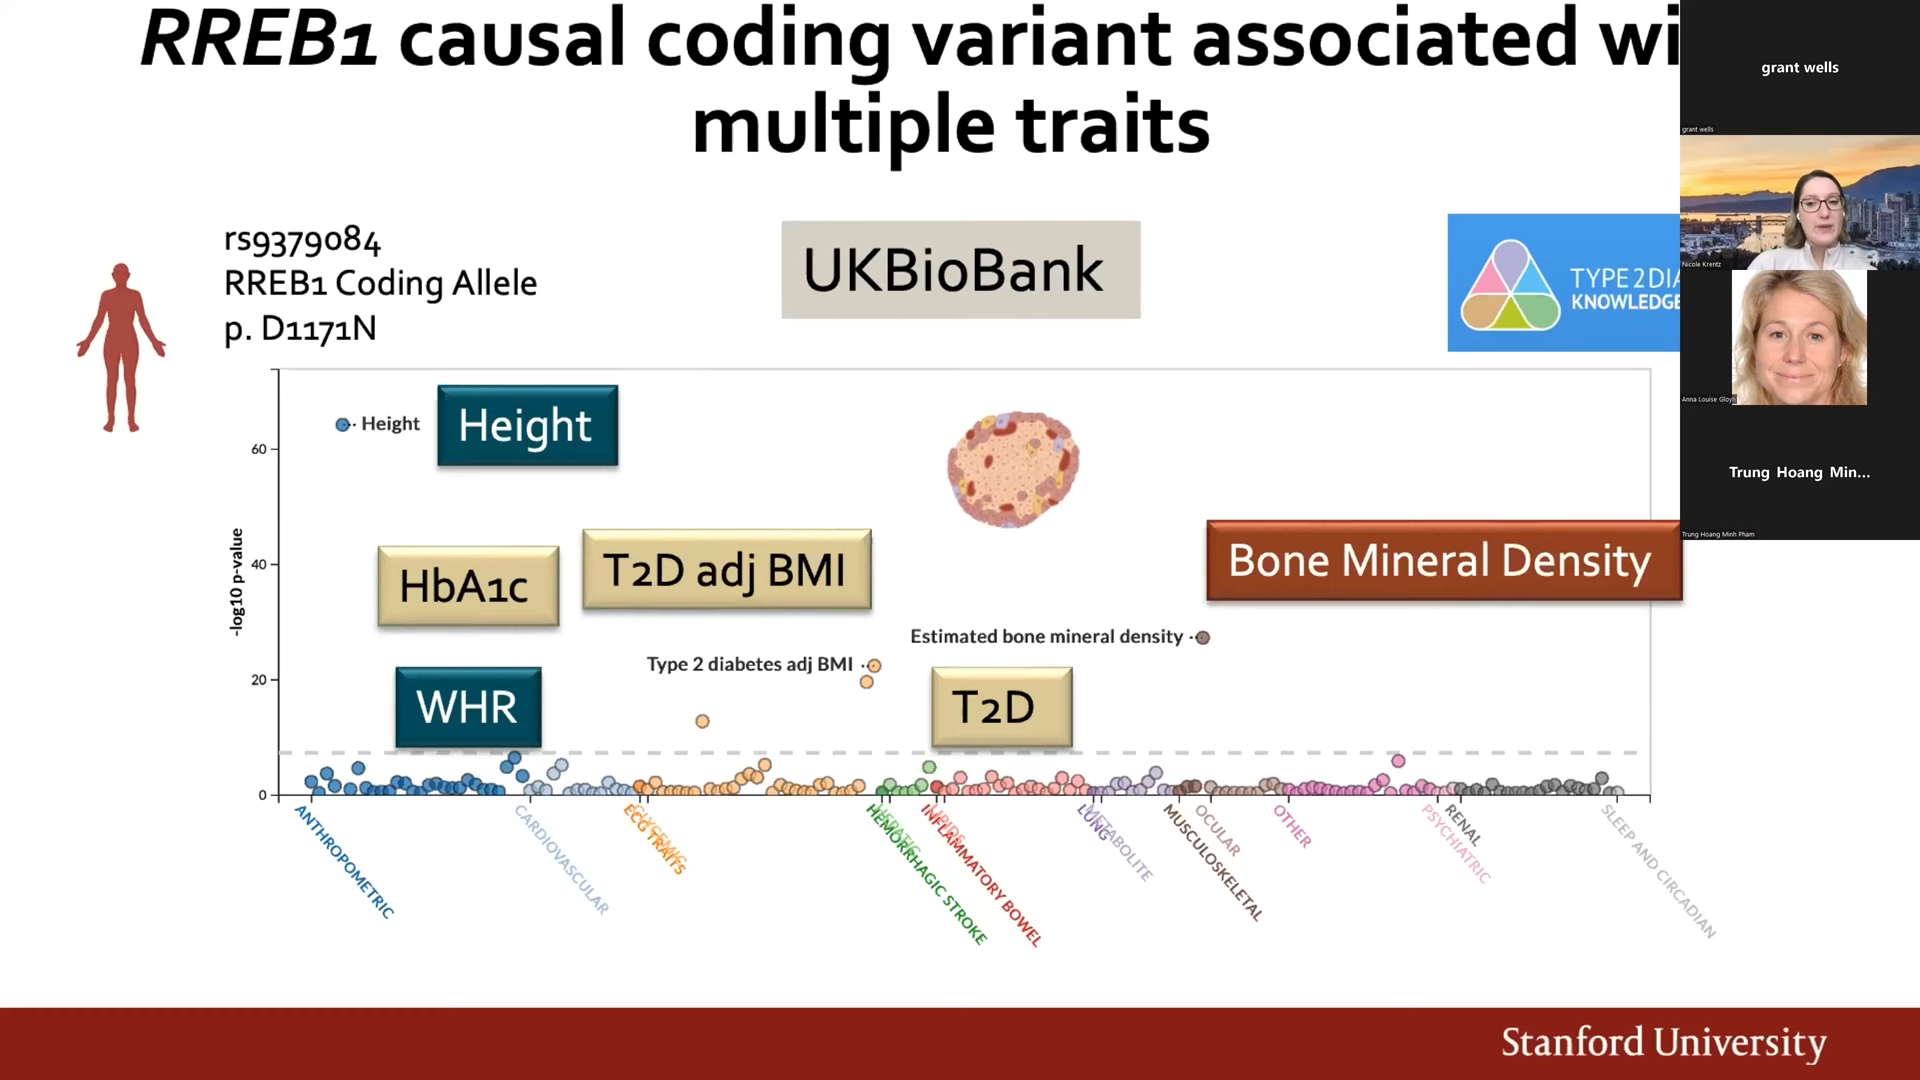 RREB1 causal coding variant associated wi
multiple traits
rs9379084
RREB1 Coding Allele
p. D1171N
UKBioBank
TYPE 2 DIA
KNOWLEDGE
Height
Height
HbA1c
T2D adj BMI
Bone Mineral Density
Estimated bone mineral density
Type 2 diabetes adj BMI
WHR
T2D
-log10 p-value
60
40
20
0
ANTHROPOMETRIC
CARDIOVASCULAR
ECG TRAITS
GLYCEMIC
HEMORRHAGIC STROKE
HEPATIC
INFLAMMATORY BOWEL
LUNG
METABOLITE
MUSCULOSKELETAL
OCULAR
OTHER
PSYCHIATRIC
RENAL
SLEEP AND CIRCADIAN
Stanford University
grant wells
grant wells
Nicole Krentz
Anna Louise Gloyn
Trung Hoang Min...
Trung Hoang Minh Pham